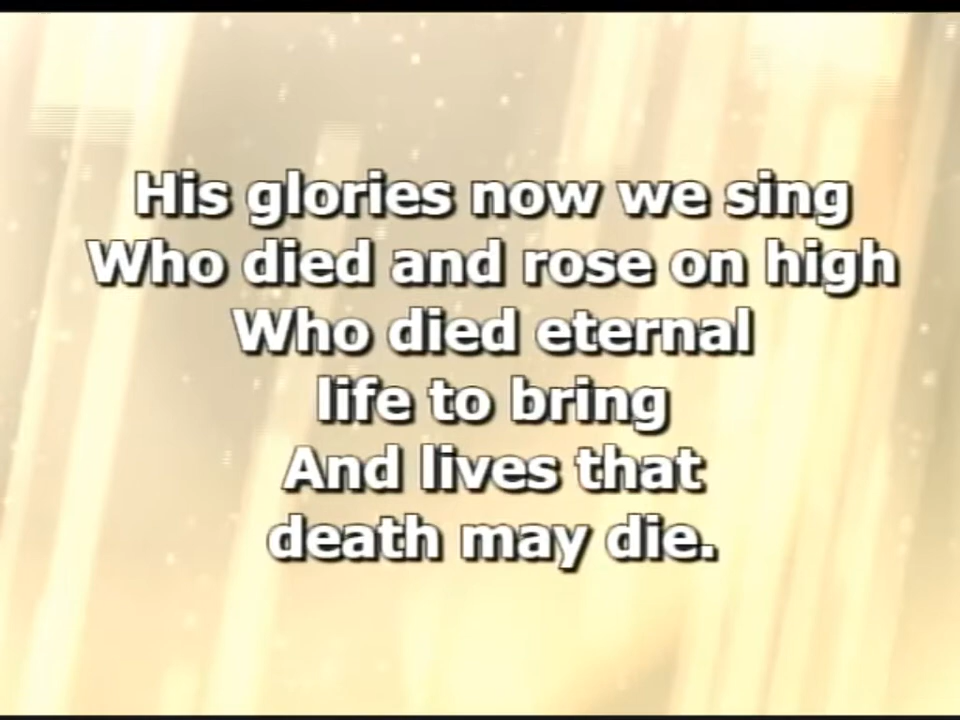 His glories now we sing
Who died and rose on high
Who died eternal
life to bring
And lives that
death may die.